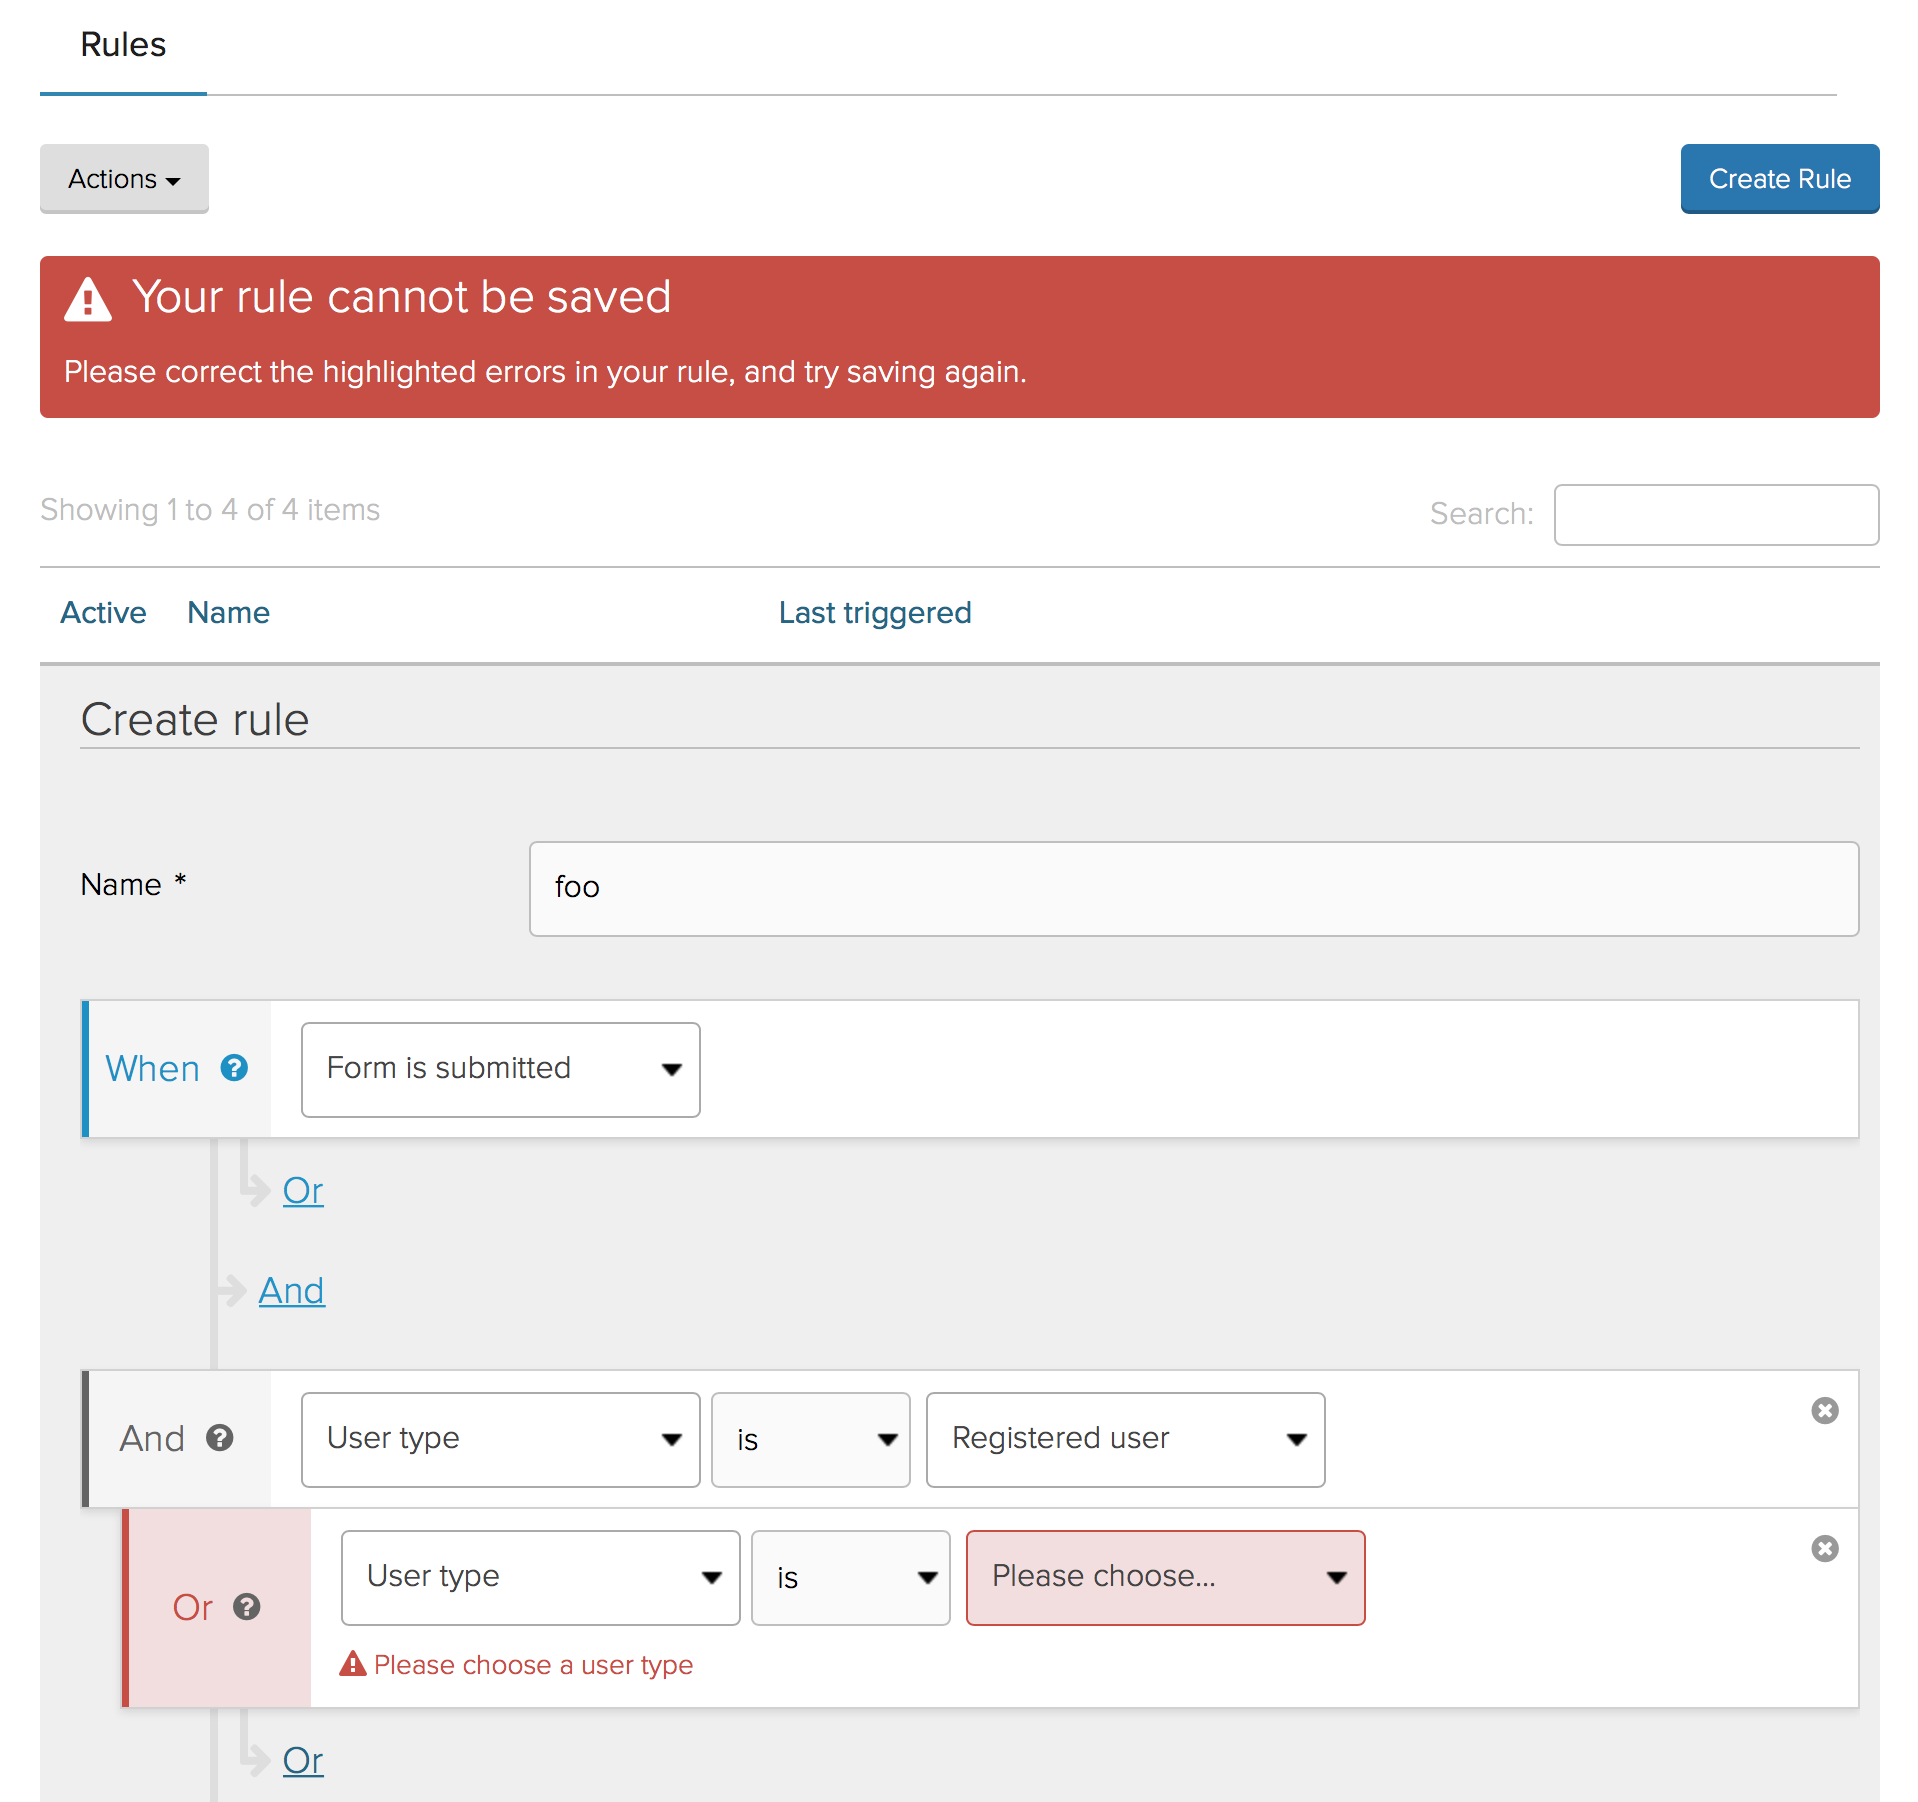 Rules
Actions
Create Rule
Your rule cannot be saved
Please correct the highlighted errors in your rule, and try saving again.
Showing 1 to 4 of 4 items
Search:
Active Name Last triggered
Create rule
Name *
foo
When ?
Form is submitted
Or
And
And ?
User type
is
Registered user
Or ?
User type
is
Please choose...
Please choose a user type
Or